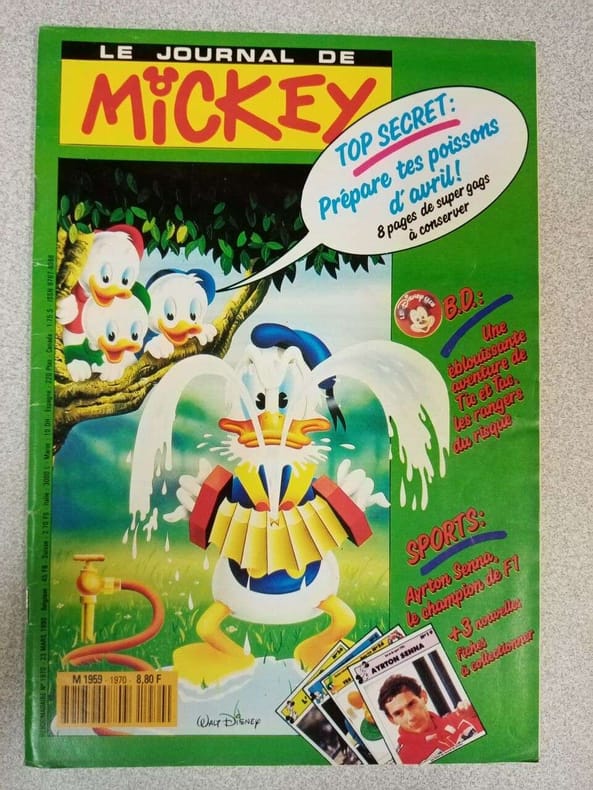 LE JOURNAL DE
MICKEY
TOP SECRET:
Prépare tes poissons
d'avril!
8 pages de super gags
à conserver
B.D.:
Une
éblouissante
aventure de
Tic et Tac,
les rangers
du risque
SPORTS:
Ayrton Senna,
le champion de F1
+3 nouvelles
fiches
à collectionner
N°10
AYRTON SENNA
M 1959 - 1970 - 8,80 F
WALT DISNEY